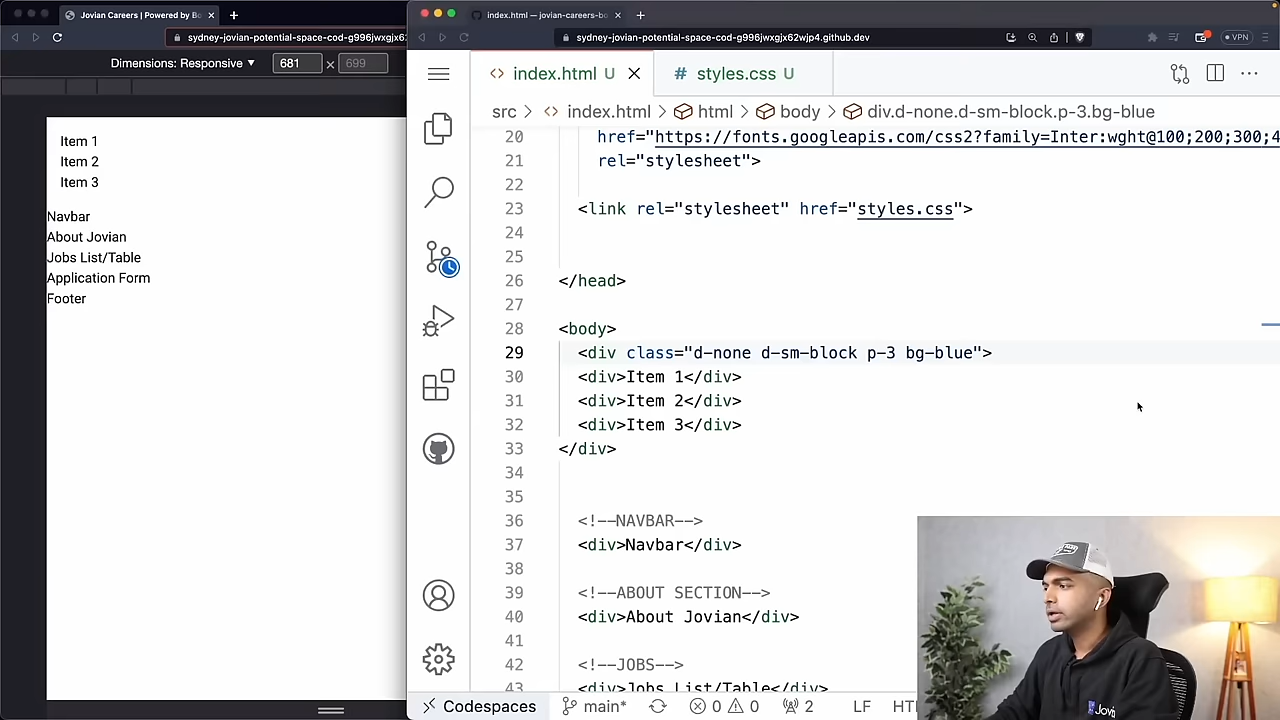 Jovian Careers | Powered by Bo
index.html — jovian-careers-bo
sydney-jovian-potential-space-cod-g996jwxgjx6
sydney-jovian-potential-space-cod-g996jwxgjx62wjp4.github.dev
VPN
Dimensions: Responsive ▼ 681 × 699
Item 1
Item 2
Item 3
Navbar
About Jovian
Jobs List/Table
Application Form
Footer
<> index.html U × # styles.css U ...
src > <> index.html > html > body > div.d-none.d-sm-block.p-3.bg-blue
20 href="https://fonts.googleapis.com/css2?family=Inter:wght@100;200;300;4
21 rel="stylesheet">
22
23 <link rel="stylesheet" href="styles.css">
24
25
26 </head>
27
28 <body>
29 <div class="d-none d-sm-block p-3 bg-blue">
30 <div>Item 1</div>
31 <div>Item 2</div>
32 <div>Item 3</div>
33 </div>
34
35
36 <!--NAVBAR-->
37 <div>Navbar</div>
38
39 <!--ABOUT SECTION-->
40 <div>About Jovian</div>
41
42 <!--JOBS-->
43 <div>Jobs List/Table</div>
Codespaces main* 0 0 2 LF